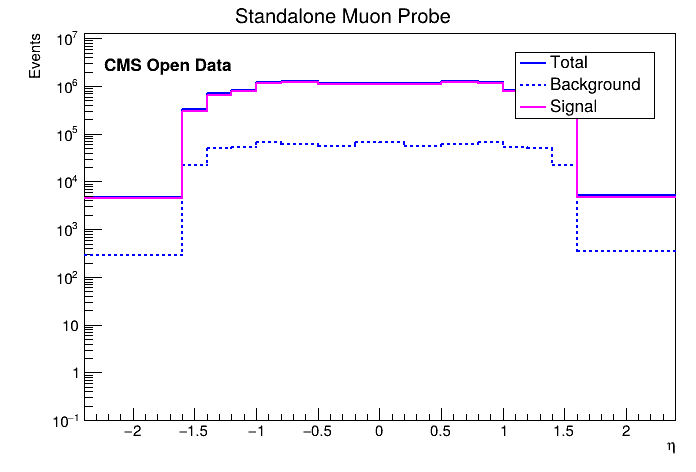 Standalone Muon Probe
Events
CMS Open Data
Total
Background
Signal
10⁷
10⁶
10⁵
10⁴
10³
10²
10
1
10⁻¹
−2 −1.5 −1 −0.5 0 0.5 1 1.5 2
η